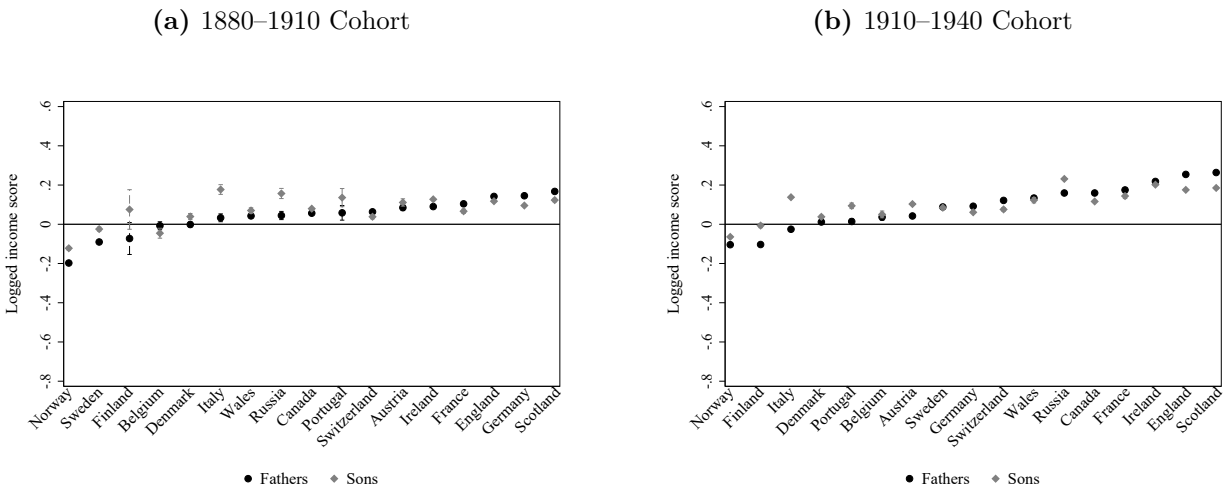 (a) 1880–1910 Cohort
Logged income score
.6
.4
.2
0
-.2
-.4
-.6
-.8
Norway
Sweden
Finland
Belgium
Denmark
Italy
Wales
Russia
Canada
Portugal
Switzerland
Austria
Ireland
France
England
Germany
Scotland
Fathers Sons
(b) 1910–1940 Cohort
Logged income score
.6
.4
.2
0
-.2
-.4
-.6
-.8
Norway
Finland
Italy
Denmark
Portugal
Belgium
Austria
Sweden
Germany
Switzerland
Wales
Russia
Canada
France
Ireland
England
Scotland
Fathers Sons